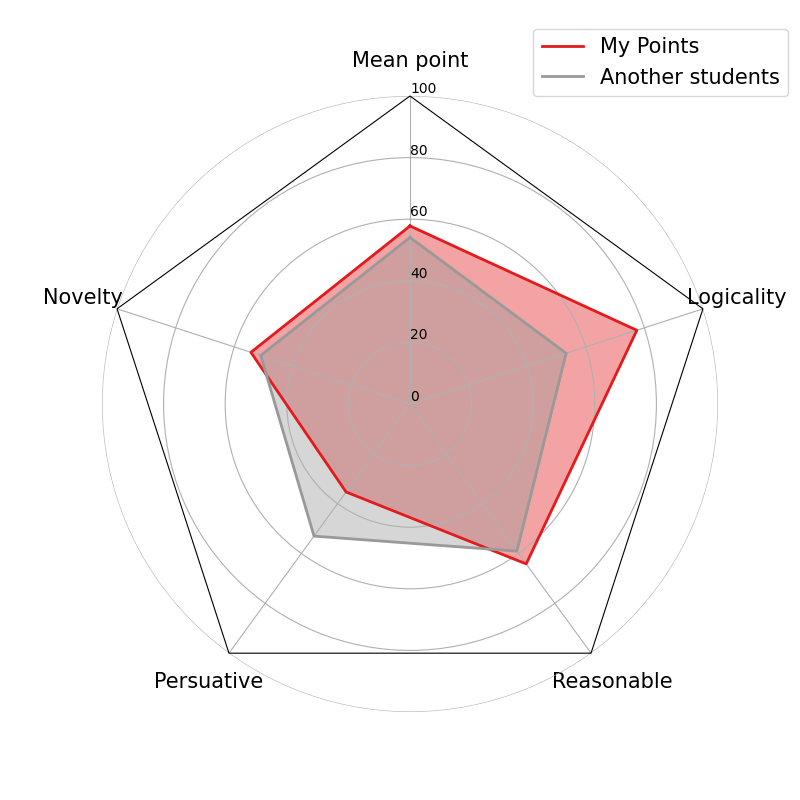 My Points
Another students
Mean point
100
80
60
40
20
0
Novelty
Logicality
Persuative
Reasonable